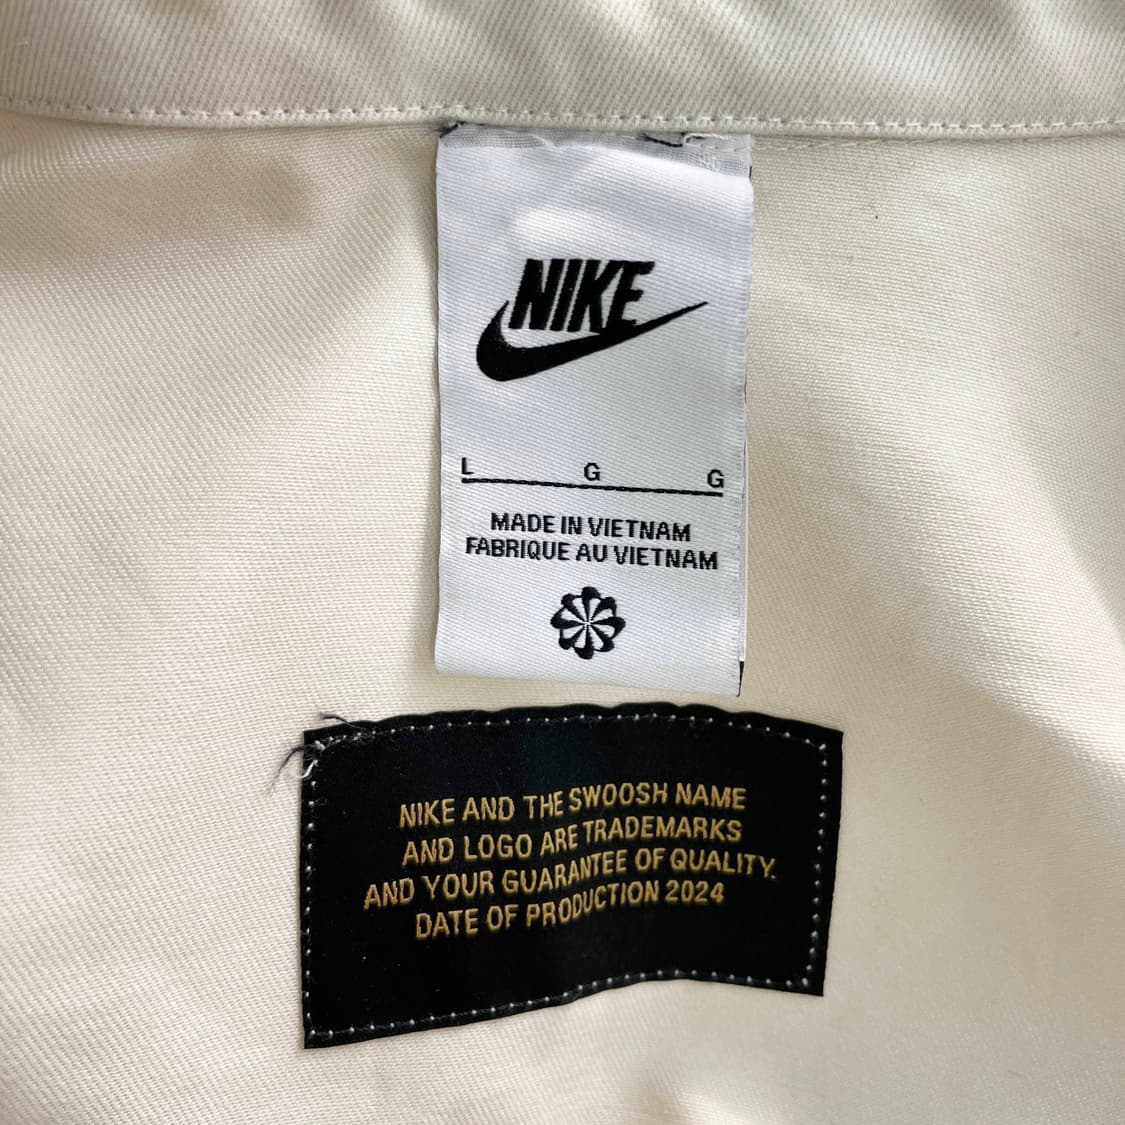 NIKE
L G G
MADE IN VIETNAM
FABRIQUE AU VIETNAM
NIKE AND THE SWOOSH NAME
AND LOGO ARE TRADEMARKS
AND YOUR GUARANTEE OF QUALITY.
DATE OF PRODUCTION 2024